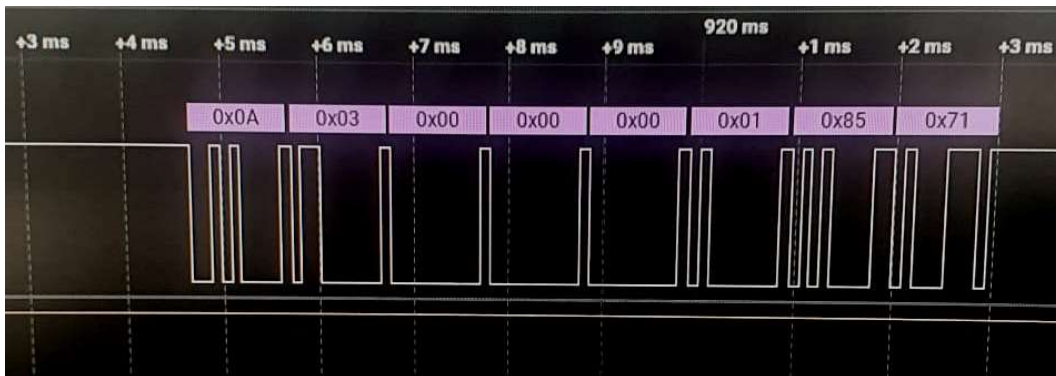 920 ms
+3 ms +4 ms +5 ms +6 ms +7 ms +8 ms +9 ms +1 ms +2 ms +3 ms
0x0A 0x03 0x00 0x00 0x00 0x01 0x85 0x71